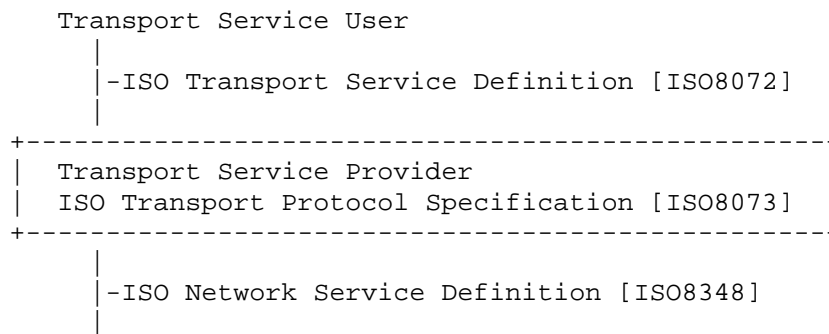 Transport Service User
|
|-ISO Transport Service Definition [ISO8072]
|
+---------------------------------------------------
| Transport Service Provider
| ISO Transport Protocol Specification [ISO8073]
+---------------------------------------------------
|
|-ISO Network Service Definition [ISO8348]
|